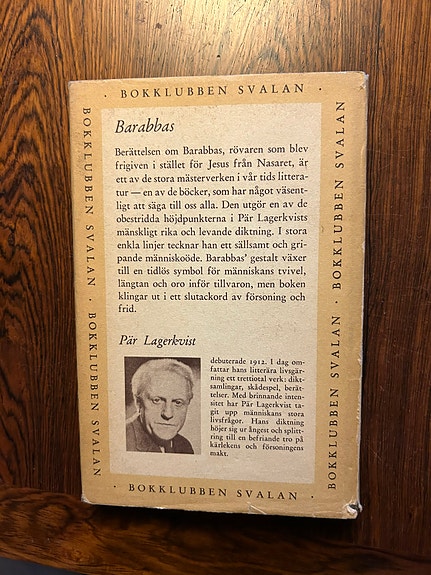 · BOKKLUBBEN SVALAN ·
BOKKLUBBEN SVALAN · BOKKLUBBEN SVALAN
BOKKLUBBEN SVALAN · BOKKLUBBEN SVALAN
Barabbas
Berättelsen om Barabbas, rövaren som blev
frigiven i stället för Jesus från Nasaret, är
ett av de stora mästerverken i vår tids littera-
tur — en av de böcker, som har något väsent-
ligt att säga till oss alla. Den utgör en av de
obestridda höjdpunkterna i Pär Lagerkvists
mänskligt rika och levande diktning. I stora
enkla linjer tecknar han ett sällsamt och gri-
pande människoöde. Barabbas' gestalt växer
till en tidlös symbol för människans tvivel,
längtan och oro inför tillvaron, men boken
klingar ut i ett slutackord av försoning och
frid.
Pär Lagerkvist
debuterade 1912. I dag om-
fattar hans litterära livsgär-
ning ett trettiotal verk: dikt-
samlingar, skådespel, berät-
telser. Med brinnande inten-
sitet har Pär Lagerkvist ta-
git upp människans stora
livsfrågor. Hans diktning
höjer sig ur ångest och splitt-
ring till en befriande tro på
kärlekens och försoningens
makt.
· BOKKLUBBEN SVALAN ·